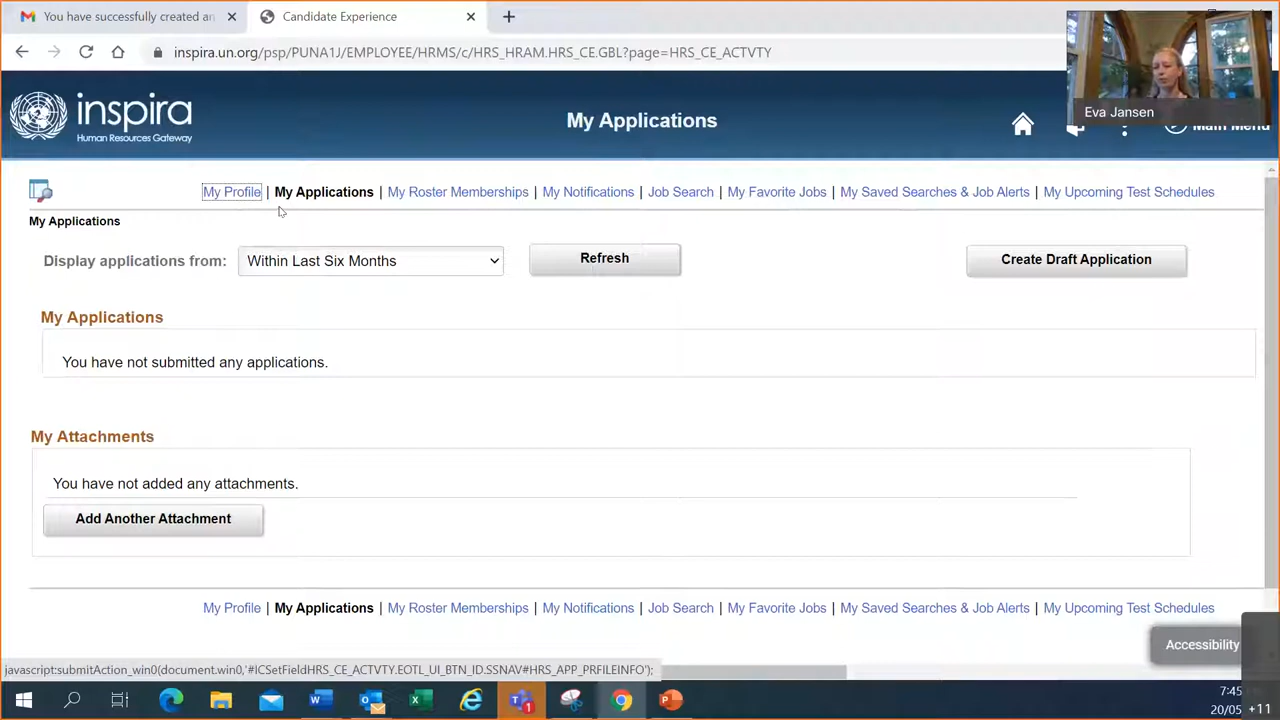 You have successfully created an
Candidate Experience
inspira.un.org/psp/PUNA1J/EMPLOYEE/HRMS/c/HRS_HRAM.HRS_CE.GBL?page=HRS_CE_ACTVTY
Eva Jansen
inspira
Human Resources Gateway
My Applications
Main Menu
My Profile | My Applications | My Roster Memberships | My Notifications | Job Search | My Favorite Jobs | My Saved Searches & Job Alerts | My Upcoming Test Schedules
My Applications
Display applications from: Within Last Six Months Refresh Create Draft Application
My Applications
You have not submitted any applications.
My Attachments
You have not added any attachments.
Add Another Attachment
My Profile | My Applications | My Roster Memberships | My Notifications | Job Search | My Favorite Jobs | My Saved Searches & Job Alerts | My Upcoming Test Schedules
Accessibility
javascript:submitAction_win0(document.win0,'#ICSetFieldHRS_CE_ACTVTY.EOTL_UI_BTN_ID.SSNAV#HRS_APP_PRFILEINFO');
7:45
20/05
+11